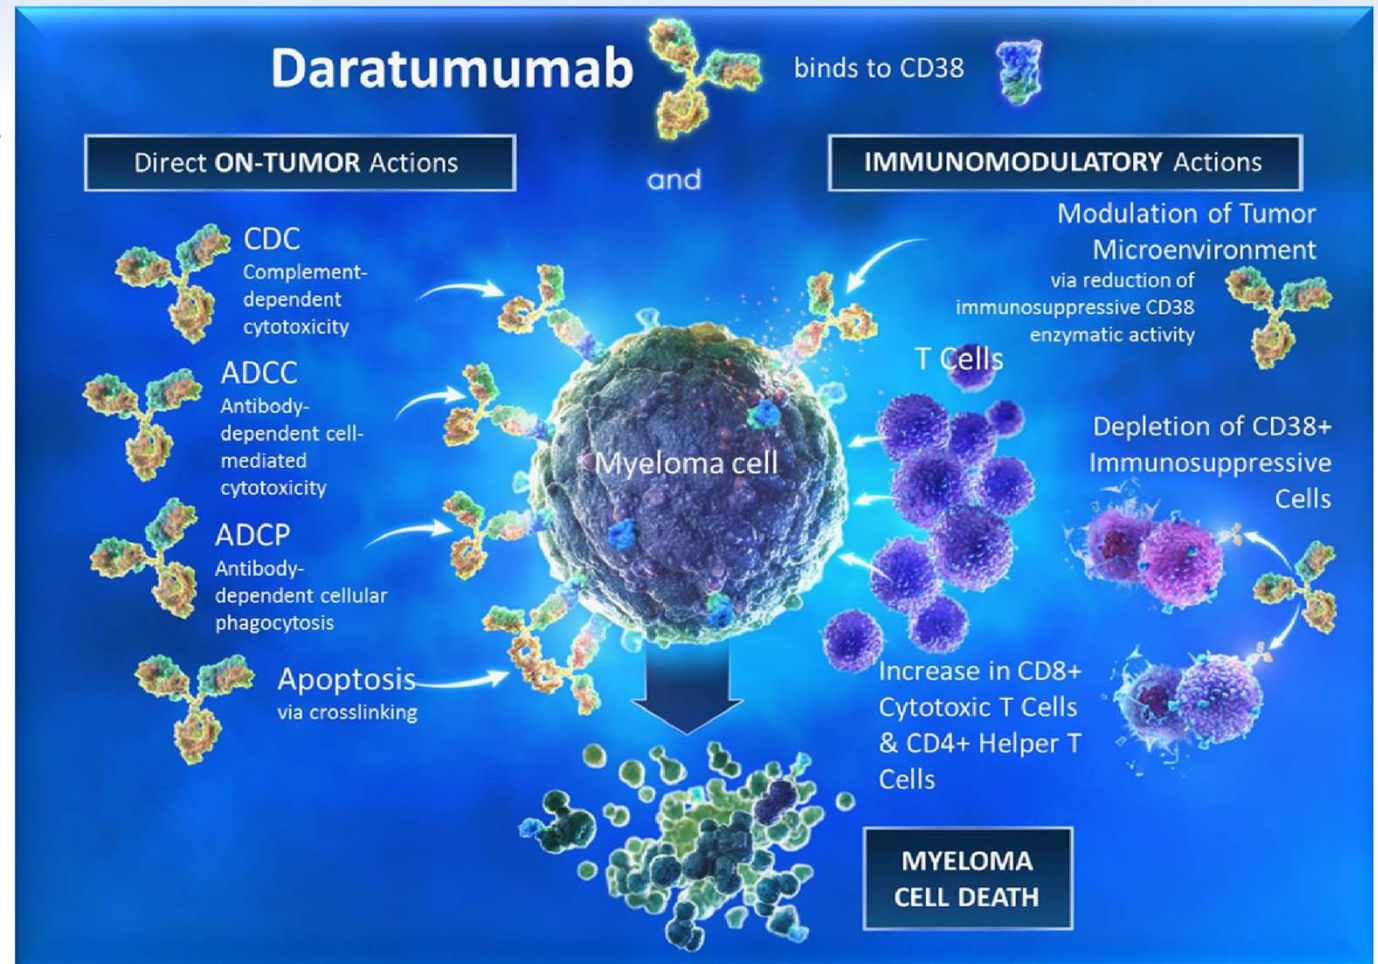 Daratumumab
binds to CD38
and
Direct ON-TUMOR Actions
CDC
Complement-
dependent
cytotoxicity
ADCC
Antibody-
dependent cell-
mediated
cytotoxicity
ADCP
Antibody-
dependent cellular
phagocytosis
Apoptosis
via crosslinking
Myeloma cell
IMMUNOMODULATORY Actions
Modulation of Tumor
Microenvironment
via reduction of
immunosuppressive CD38
enzymatic activity
T Cells
Depletion of CD38+
Immunosuppressive
Cells
Increase in CD8+
Cytotoxic T Cells
& CD4+ Helper T
Cells
MYELOMA
CELL DEATH